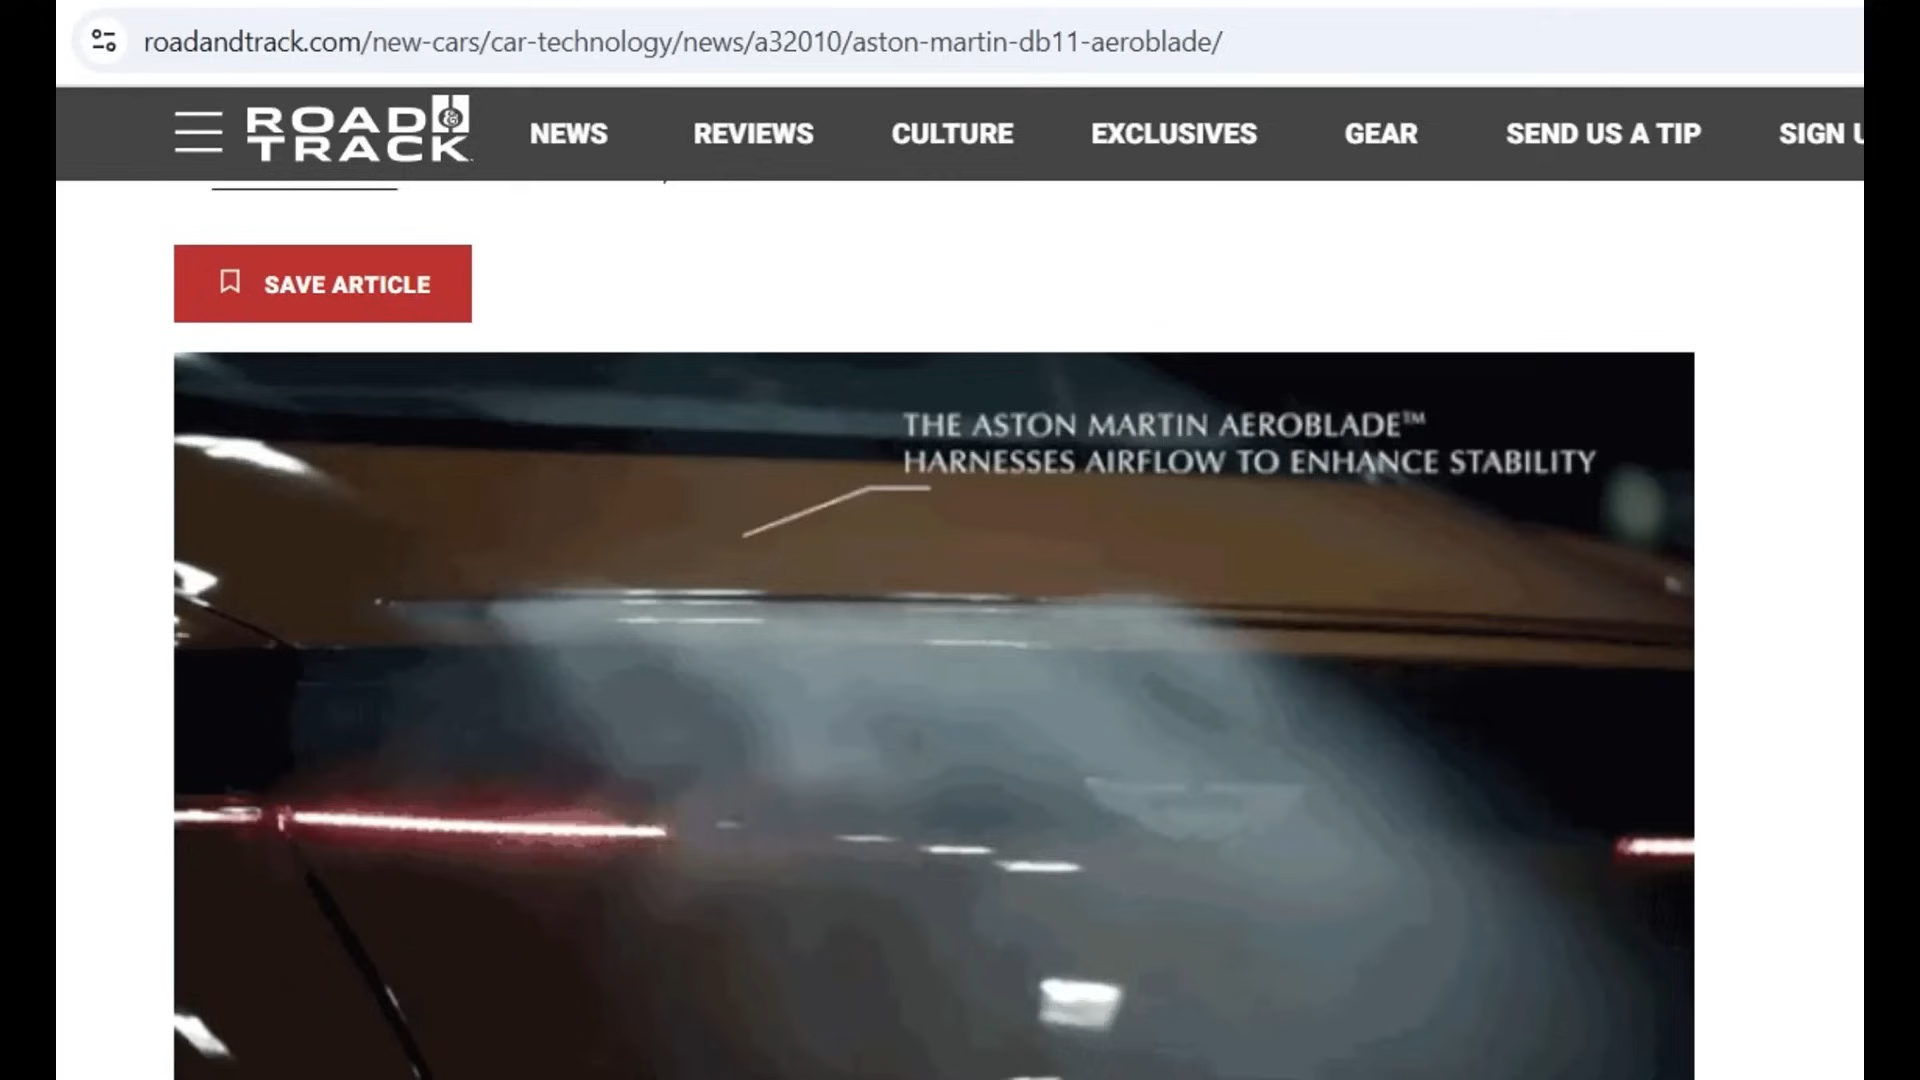 roadandtrack.com/new-cars/car-technology/news/a32010/aston-martin-db11-aeroblade/
ROAD & TRACK
NEWS
REVIEWS
CULTURE
EXCLUSIVES
GEAR
SEND US A TIP
SIGN U
SAVE ARTICLE
THE ASTON MARTIN AEROBLADE™
HARNESSES AIRFLOW TO ENHANCE STABILITY